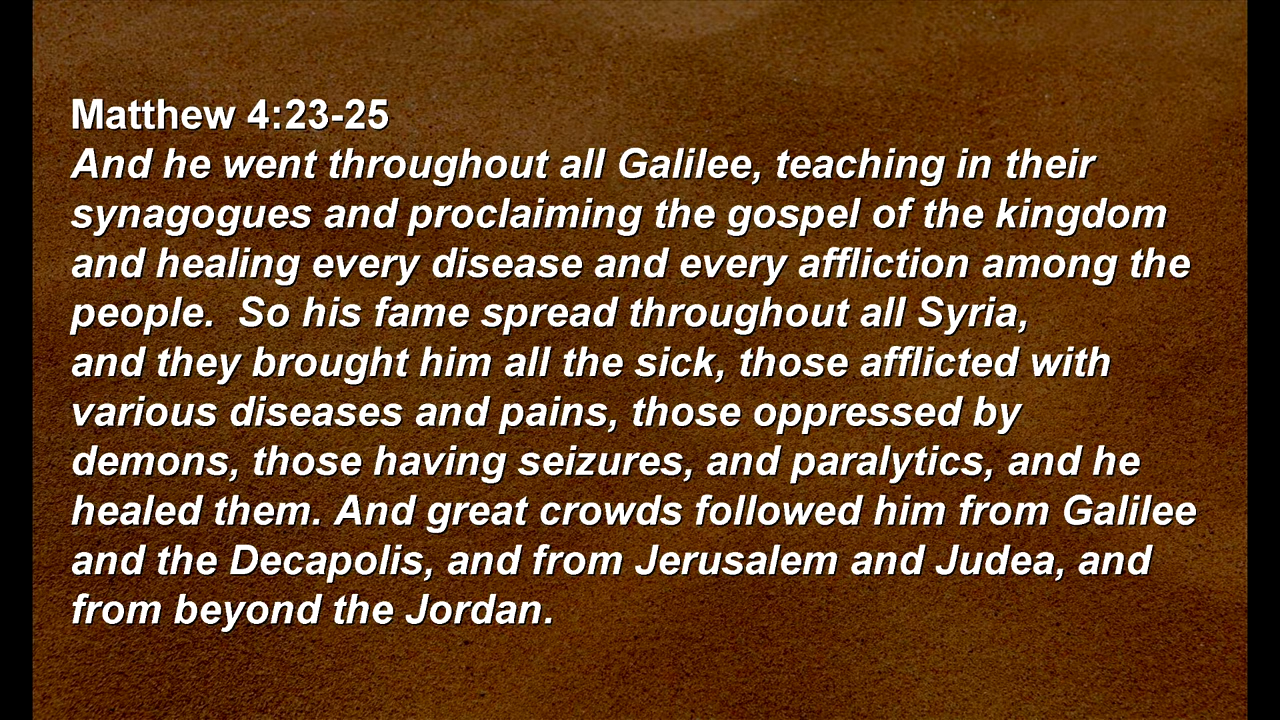 Matthew 4:23-25
And he went throughout all Galilee, teaching in their
synagogues and proclaiming the gospel of the kingdom
and healing every disease and every affliction among the
people.  So his fame spread throughout all Syria,
and they brought him all the sick, those afflicted with
various diseases and pains, those oppressed by
demons, those having seizures, and paralytics, and he
healed them. And great crowds followed him from Galilee
and the Decapolis, and from Jerusalem and Judea, and
from beyond the Jordan.